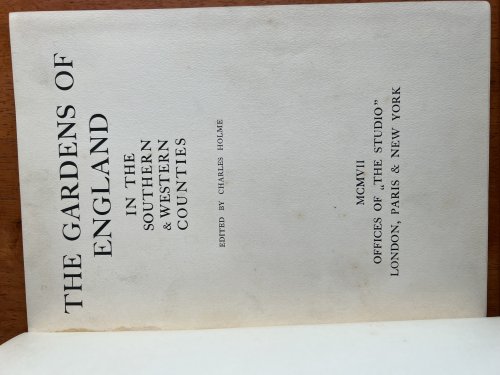 THE GARDENS OF
ENGLAND
IN THE
SOUTHERN
& WESTERN
COUNTIES
EDITED BY CHARLES HOLME
MCMVII
OFFICES OF "THE STUDIO"
LONDON, PARIS & NEW YORK